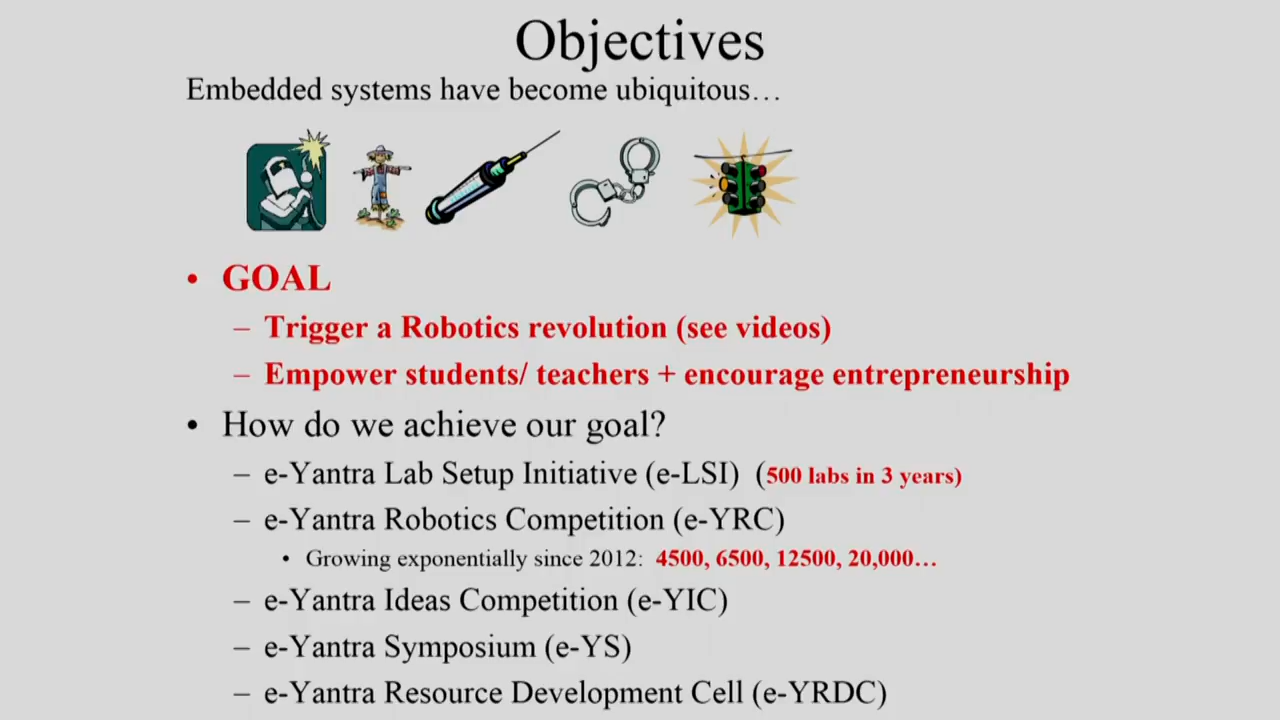 Objectives
Embedded systems have become ubiquitous…
• GOAL
– Trigger a Robotics revolution (see videos)
– Empower students/ teachers + encourage entrepreneurship
• How do we achieve our goal?
– e-Yantra Lab Setup Initiative (e-LSI) (500 labs in 3 years)
– e-Yantra Robotics Competition (e-YRC)
• Growing exponentially since 2012: 4500, 6500, 12500, 20,000…
– e-Yantra Ideas Competition (e-YIC)
– e-Yantra Symposium (e-YS)
– e-Yantra Resource Development Cell (e-YRDC)